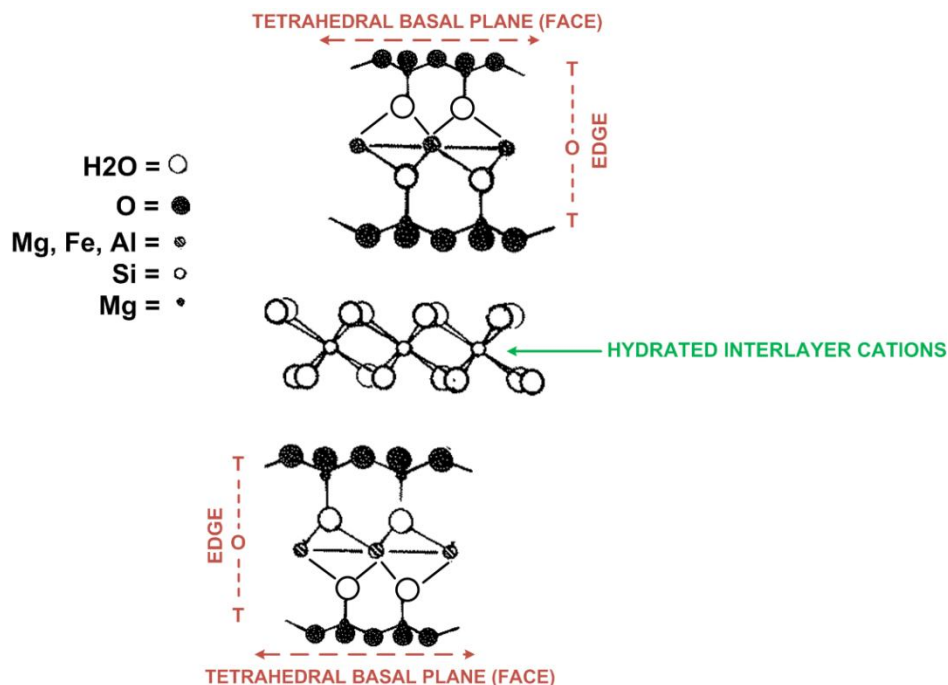 TETRAHEDRAL BASAL PLANE (FACE)
T
O
T
EDGE
H2O =
O =
Mg, Fe, Al =
Si =
Mg =
HYDRATED INTERLAYER CATIONS
EDGE
T
O
T
TETRAHEDRAL BASAL PLANE (FACE)